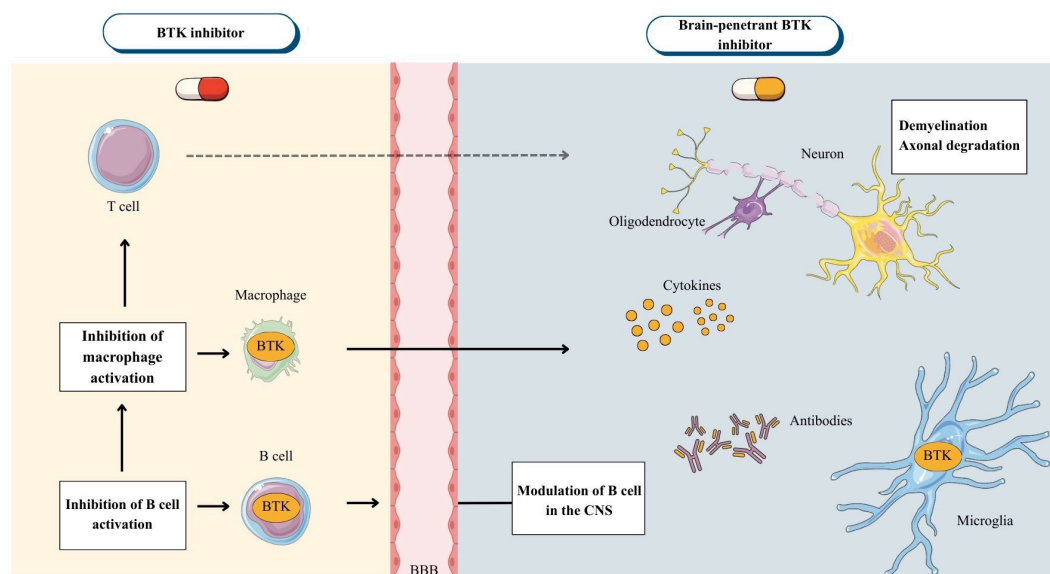 BTK inhibitor
Brain-penetrant BTK
inhibitor
Demyelination
Axonal degradation
Neuron
T cell
Oligodendrocyte
Cytokines
Macrophage
Inhibition of
macrophage
activation
BTK
Antibodies
B cell
BTK
Inhibition of B cell
activation
BTK
Modulation of B cell
in the CNS
Microglia
BBB